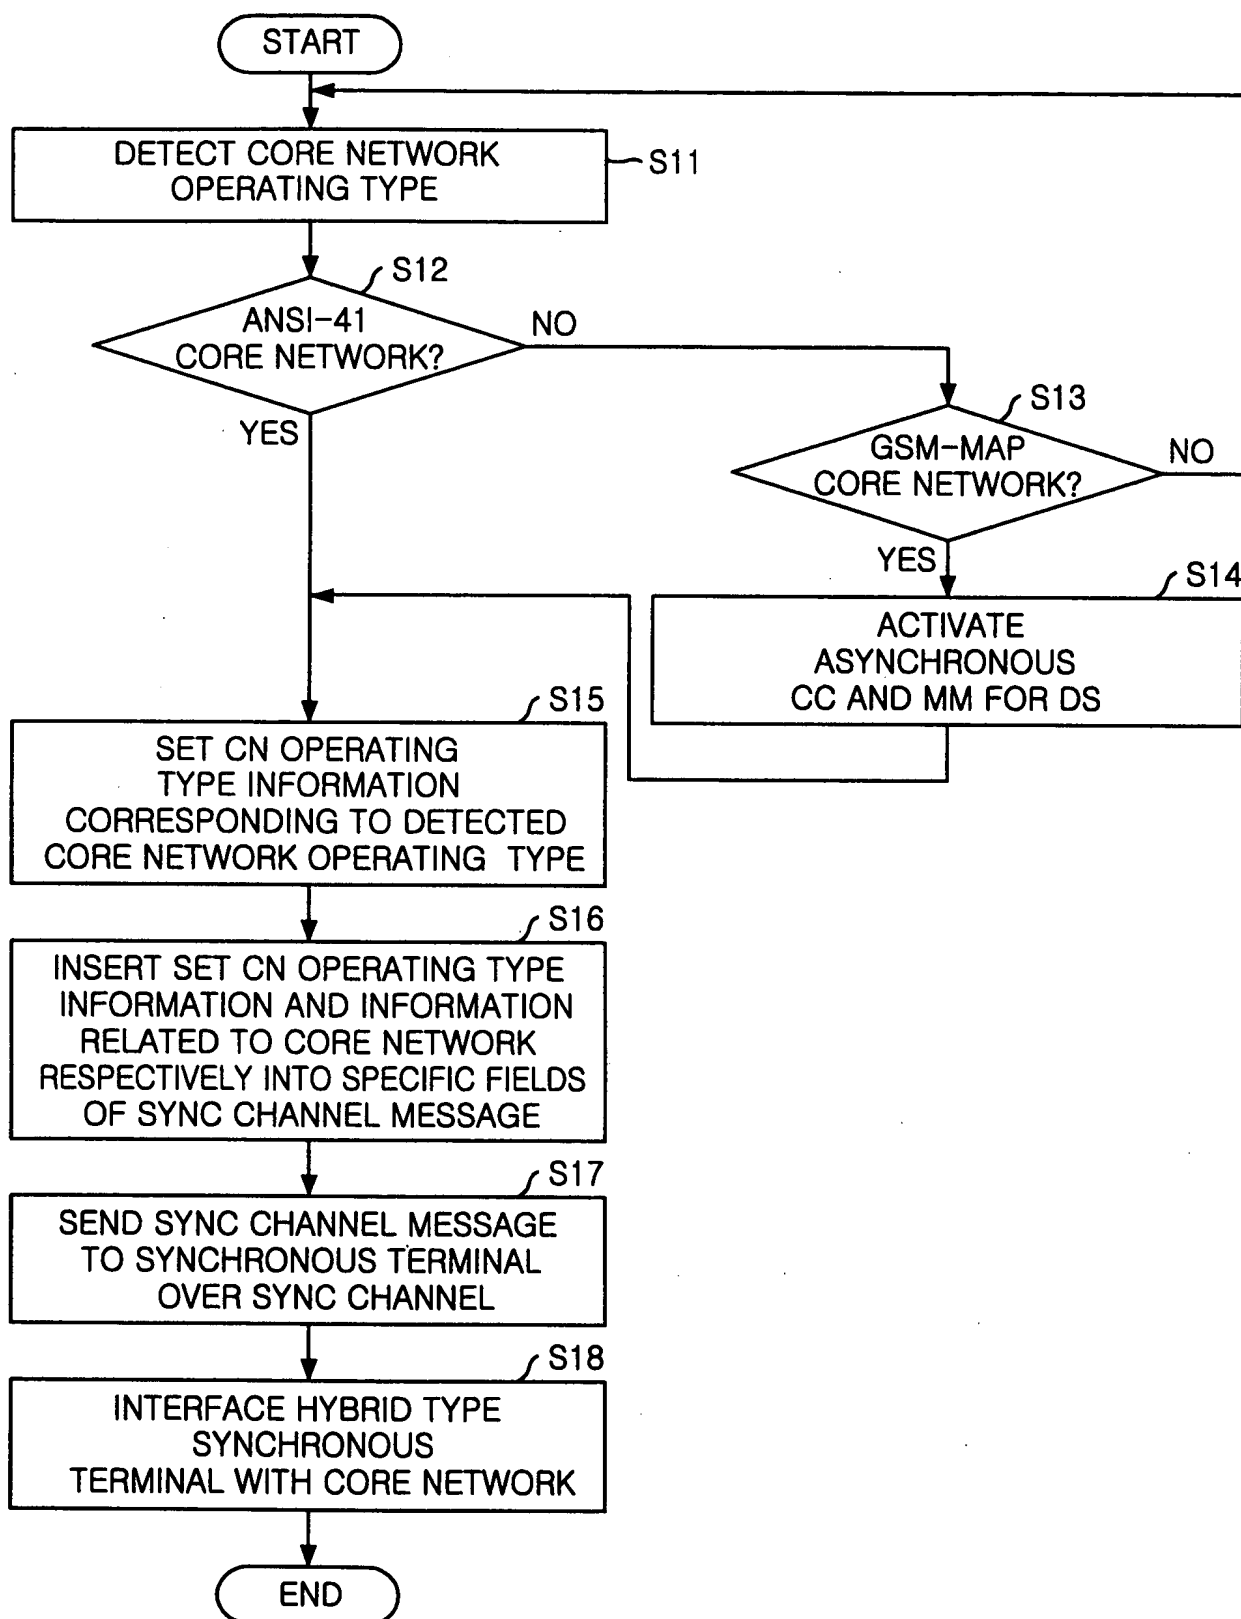 START
DETECT CORE NETWORK
OPERATING TYPE
S11
S12
ANSI-41
CORE NETWORK?
NO
YES
S13
GSM-MAP
CORE NETWORK?
NO
YES
S14
ACTIVATE
ASYNCHRONOUS
CC AND MM FOR DS
S15
SET CN OPERATING
TYPE INFORMATION
CORRESPONDING TO DETECTED
CORE NETWORK OPERATING TYPE
S16
INSERT SET CN OPERATING TYPE
INFORMATION AND INFORMATION
RELATED TO CORE NETWORK
RESPECTIVELY INTO SPECIFIC FIELDS
OF SYNC CHANNEL MESSAGE
S17
SEND SYNC CHANNEL MESSAGE
TO SYNCHRONOUS TERMINAL
OVER SYNC CHANNEL
S18
INTERFACE HYBRID TYPE
SYNCHRONOUS
TERMINAL WITH CORE NETWORK
END